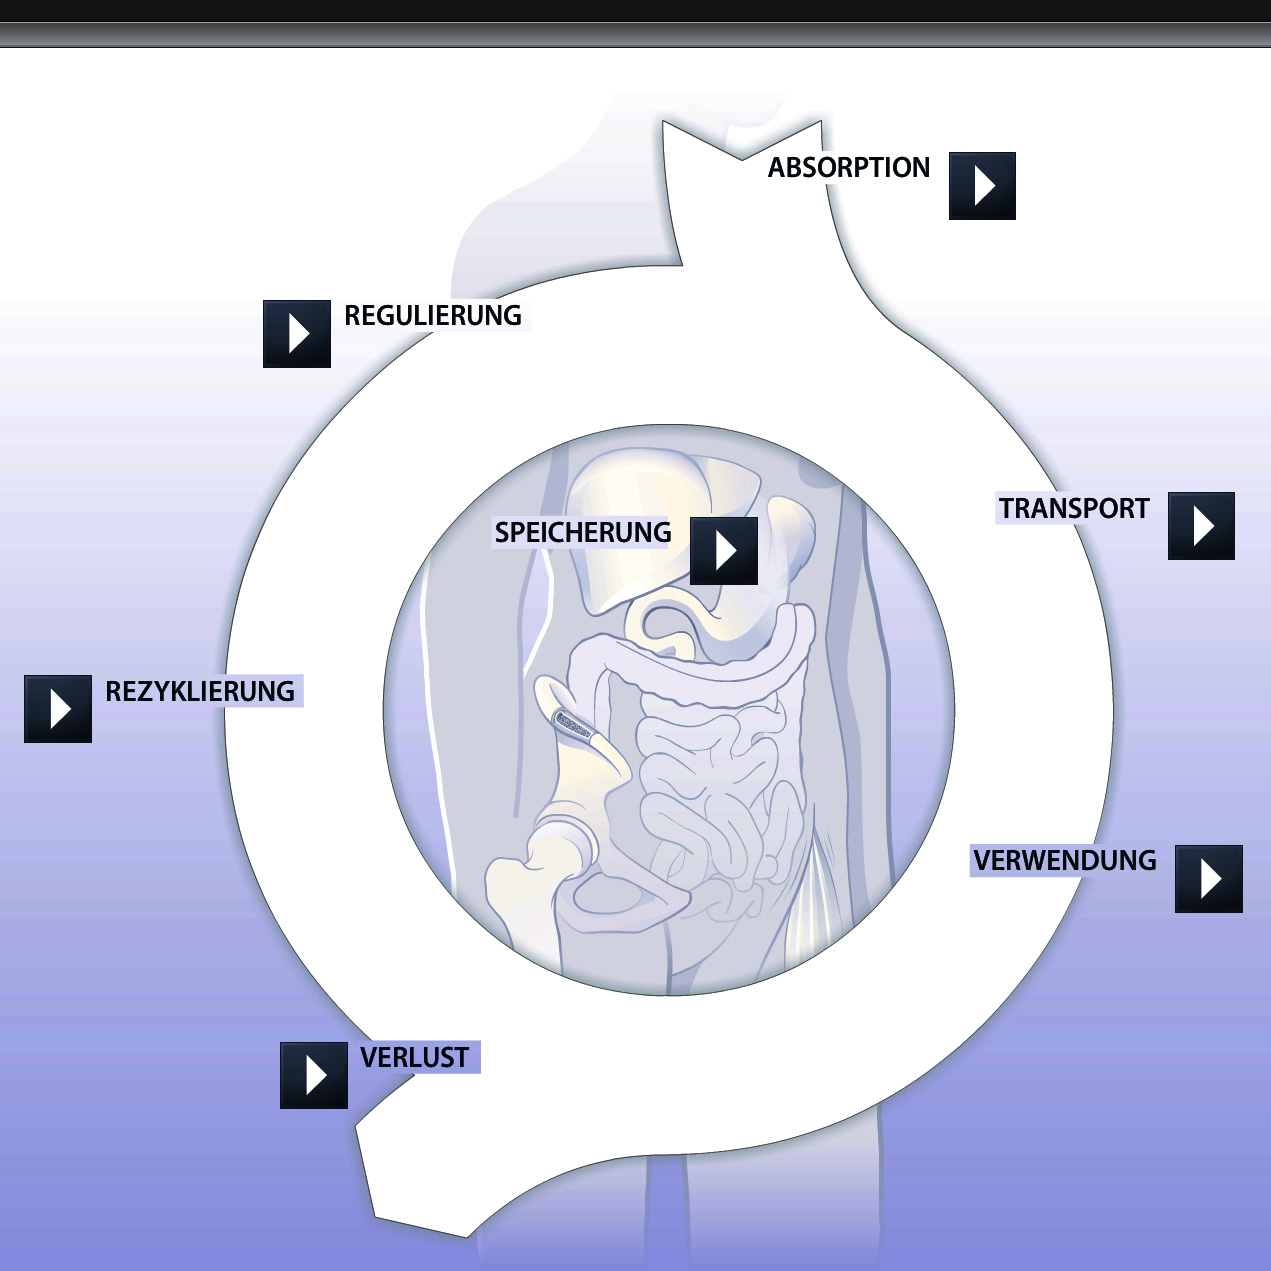 ABSORPTION
REGULIERUNG
TRANSPORT
SPEICHERUNG
REZYKLIERUNG
VERWENDUNG
VERLUST